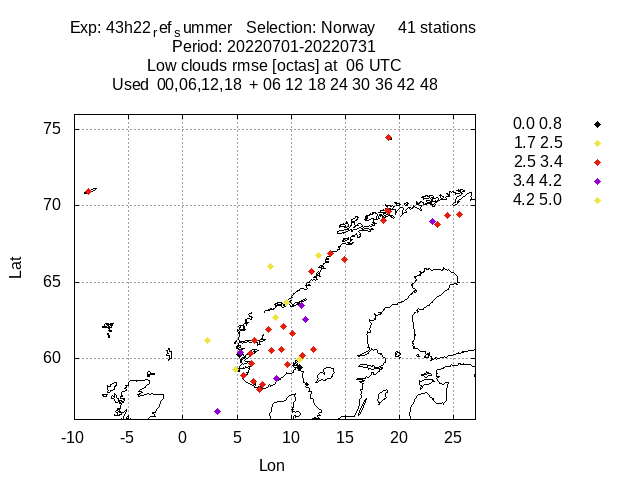 Exp: 43h22refsummer Selection: Norway 41 stations
Period: 20220701-20220731
Low clouds rmse [octas] at 06 UTC
Used 00,06,12,18 + 06 12 18 24 30 36 42 48
0.0 0.8
1.7 2.5
2.5 3.4
3.4 4.2
4.2 5.0
75
70
65
60
Lat
-10 -5 0 5 10 15 20 25
Lon